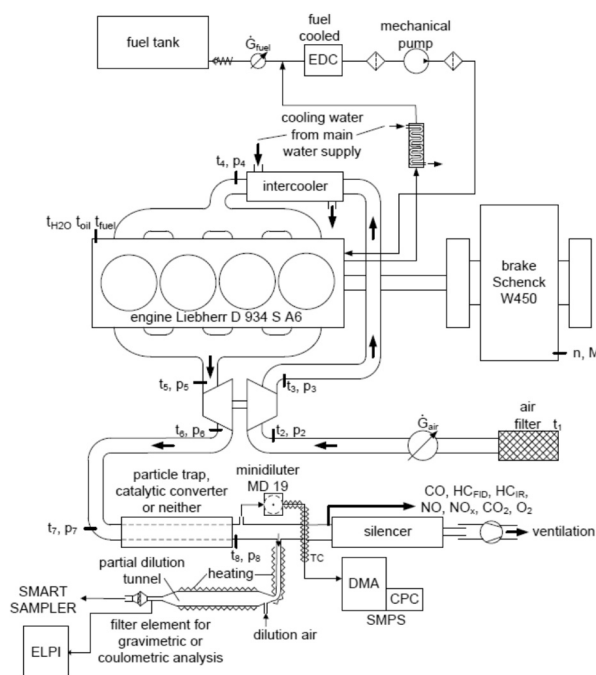 fuel tank
Ġfuel
fuel
cooled
EDC
mechanical
pump
cooling water
from main
water supply
t4, p4
intercooler
tH2O toil tfuel
engine Liebherr D 934 S A6
brake
Schenck
W450
n, M
t5, p5
t3, p3
t6, p6
t2, p2
Ġair
air
filter t1
particle trap,
catalytic converter
or neither
minidiluter
MD 19
CO, HCFID, HCIR,
NO, NOx, CO2, O2
t7, p7
silencer
ventilation
t8, p8
TC
partial dilution
tunnel
heating
DMA
CPC
SMPS
SMART
SAMPLER
filter element for
gravimetric or
coulometric analysis
dilution air
ELPI